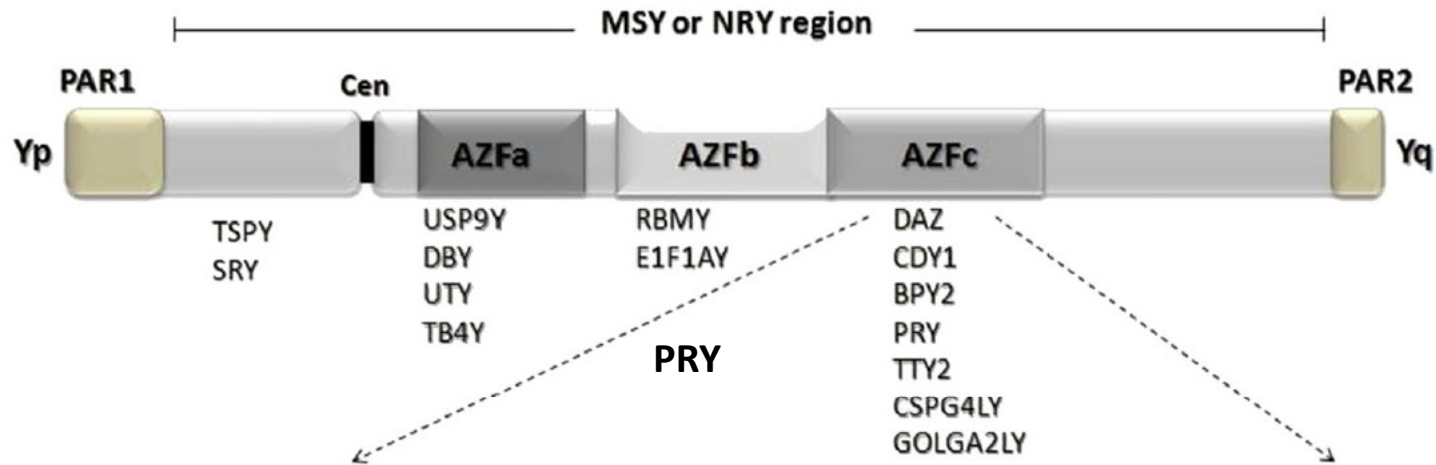 MSY or NRY region
PAR1
Cen
PAR2
Yp
AZFa
AZFb
AZFc
Yq
TSPY
SRY
USP9Y
DBY
UTY
TB4Y
RBMY
E1F1AY
DAZ
CDY1
BPY2
PRY
TTY2
CSPG4LY
GOLGA2LY
PRY